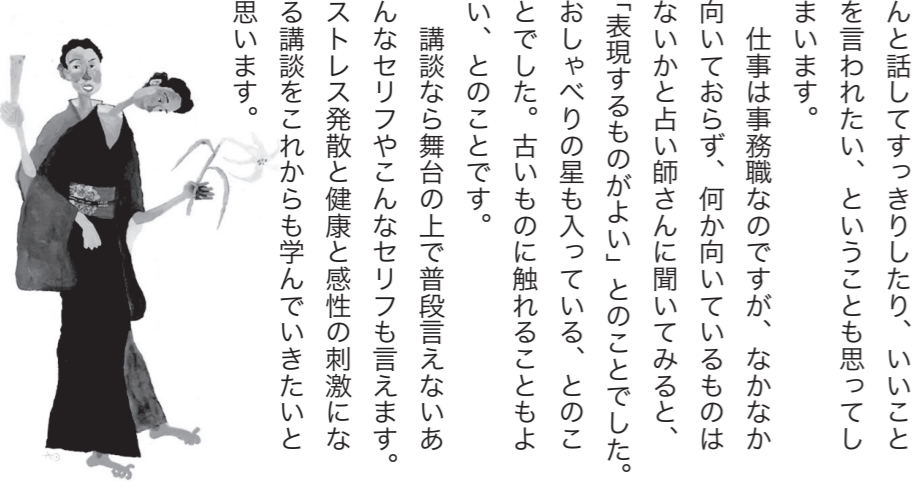 んと話してすっきりしたり、いいこと
を言われたい、ということも思ってし
まいます。
仕事は事務職なのですが、なかなか
向いておらず、何か向いているものは
ないかと占い師さんに聞いてみると、
「表現するものがよい」とのことでした。
おしゃべりの星も入っている、とのこ
とでした。古いものに触れることもよ
い、とのことです。
講談なら舞台の上で普段言えないあ
んなセリフやこんなセリフも言えます。
ストレス発散と健康と感性の刺激にな
る講談をこれからも学んでいきたいと
思います。